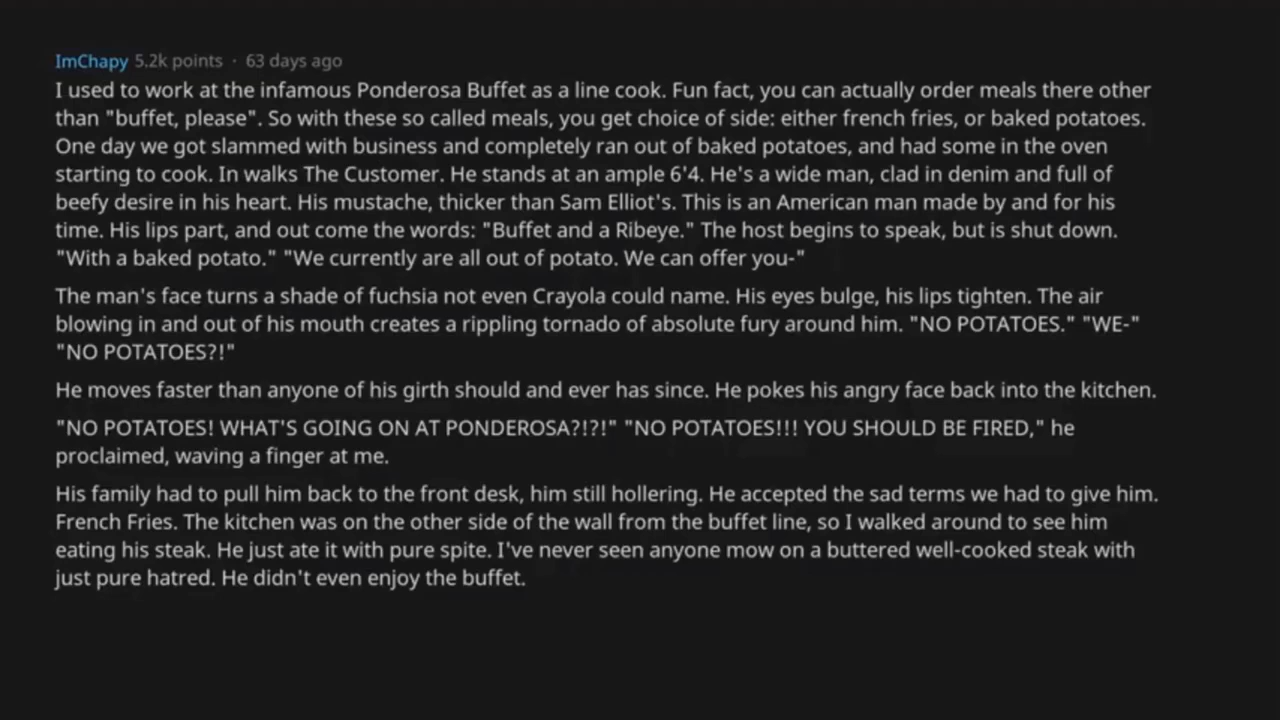 ImChapy 5.2k points · 63 days ago
I used to work at the infamous Ponderosa Buffet as a line cook. Fun fact, you can actually order meals there other
than "buffet, please". So with these so called meals, you get choice of side: either french fries, or baked potatoes.
One day we got slammed with business and completely ran out of baked potatoes, and had some in the oven
starting to cook. In walks The Customer. He stands at an ample 6'4. He's a wide man, clad in denim and full of
beefy desire in his heart. His mustache, thicker than Sam Elliot's. This is an American man made by and for his
time. His lips part, and out come the words: "Buffet and a Ribeye." The host begins to speak, but is shut down.
"With a baked potato." "We currently are all out of potato. We can offer you-"
The man's face turns a shade of fuchsia not even Crayola could name. His eyes bulge, his lips tighten. The air
blowing in and out of his mouth creates a rippling tornado of absolute fury around him. "NO POTATOES." "WE-"
"NO POTATOES?!"
He moves faster than anyone of his girth should and ever has since. He pokes his angry face back into the kitchen.
"NO POTATOES! WHAT'S GOING ON AT PONDEROSA?!?!" "NO POTATOES!!! YOU SHOULD BE FIRED," he
proclaimed, waving a finger at me.
His family had to pull him back to the front desk, him still hollering. He accepted the sad terms we had to give him.
French Fries. The kitchen was on the other side of the wall from the buffet line, so I walked around to see him
eating his steak. He just ate it with pure spite. I've never seen anyone mow on a buttered well-cooked steak with
just pure hatred. He didn't even enjoy the buffet.